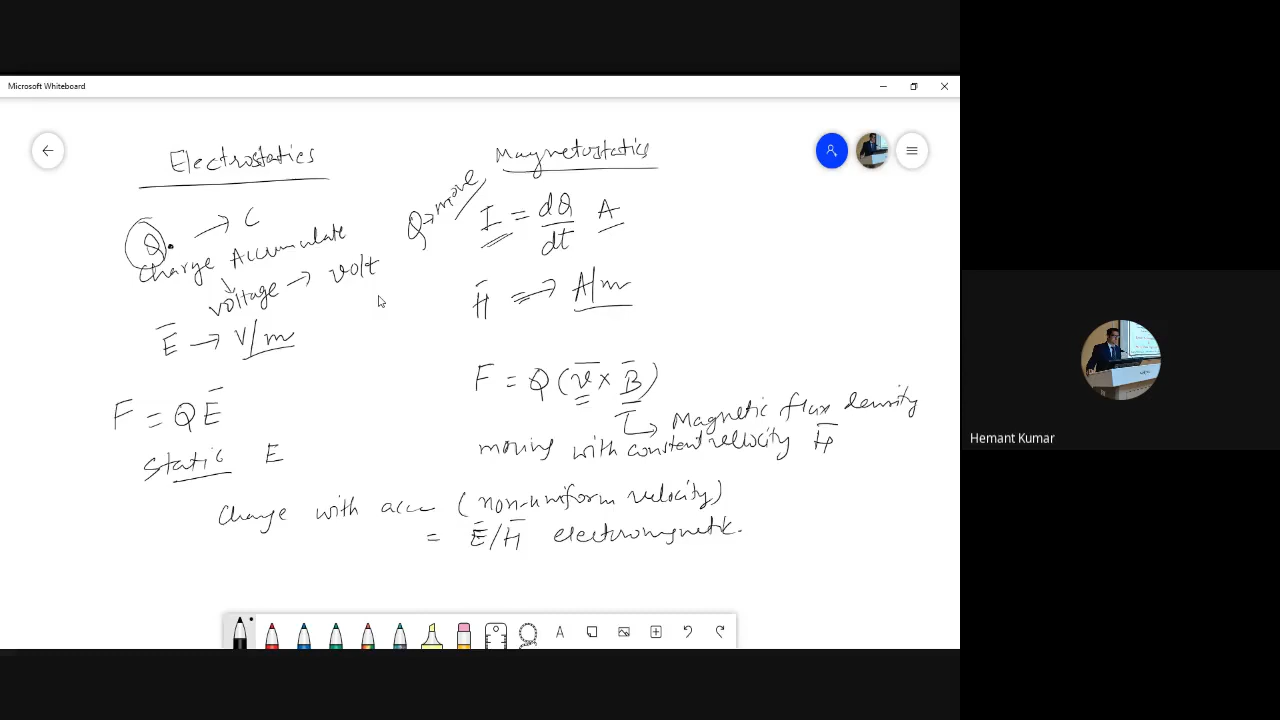 Microsoft Whiteboard
Electrostatics
Q. → C
Charge Accumulate
voltage → volt
E̅ → V/m
F̅ = QE̅
Static E
Magnetostatics
Q → move
I = dQ/dt A
H̅ ⇒ A/m
F̅ = Q(v̅ × B̅)
↳ Magnetic flux density
moving with constant velocity H̅
Charge with acc (non-uniform velocity)
= E̅/H̅ electromagnetic.
A
Hemant Kumar